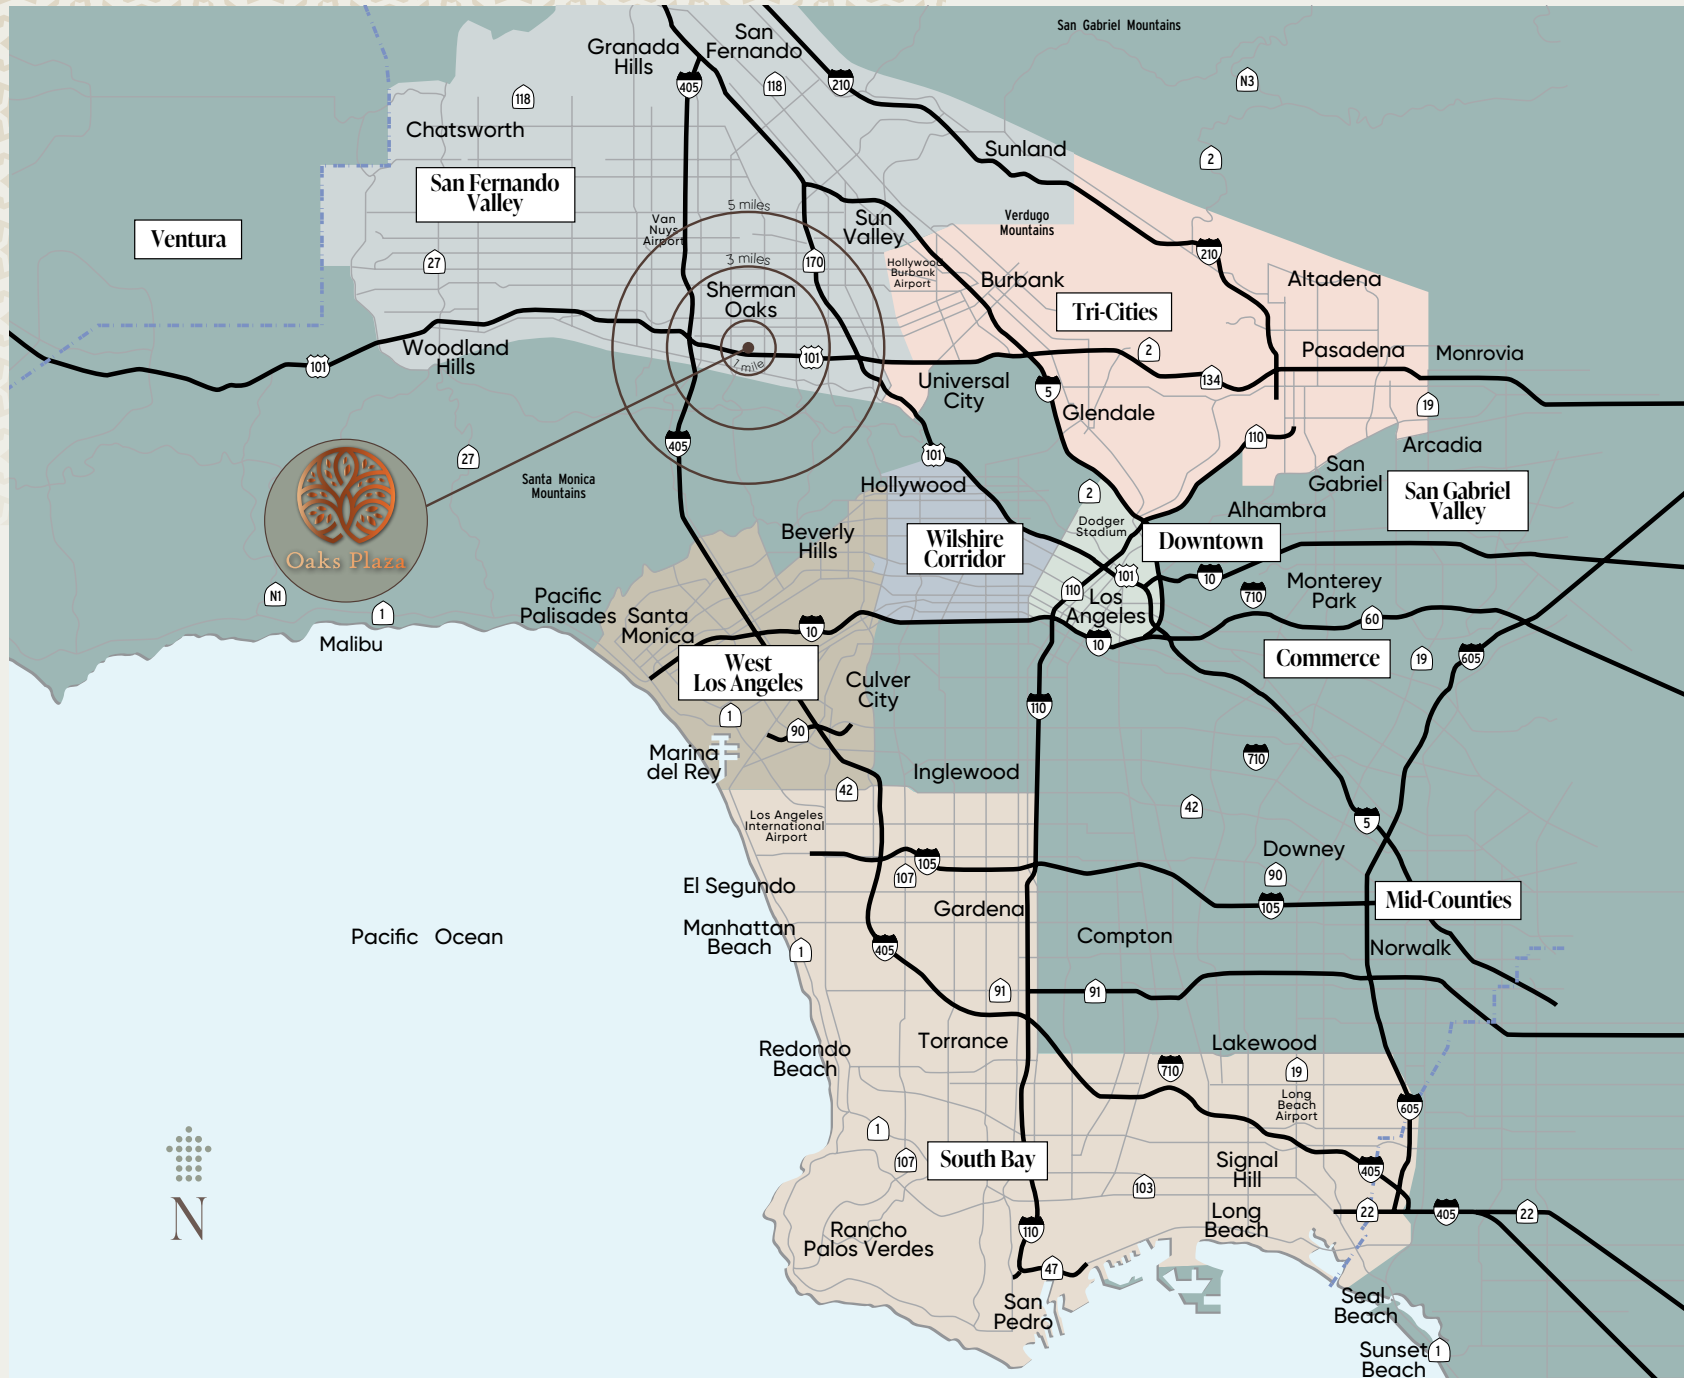 San Gabriel Mountains
Granada
Hills
San
Fernando
405
118
210
N3
118
Chatsworth
Sunland
2
San Fernando
Valley
Ventura
5 miles
Van
Nuys
Airport
Sun
Valley
Verdugo
Mountains
27
3 miles
170
Hollywood
Burbank
Airport
210
Sherman
Oaks
Burbank
Altadena
Tri-Cities
Woodland
Hills
101
1 mile
101
2
Pasadena
Monrovia
134
Universal
City
5
Glendale
19
405
110
Arcadia
27
101
San
Gabriel
Santa Monica
Mountains
Hollywood
2
San Gabriel
Valley
Alhambra
Dodger
Stadium
Beverly
Hills
Wilshire
Corridor
Downtown
Oaks Plaza
N1
1
Malibu
Pacific
Palisades
Santa
Monica
10
110
101
Los
Angeles
10
10
710
Monterey
Park
60
West
Los Angeles
Commerce
19
605
Culver
City
1
90
110
Marina
del Rey
Inglewood
710
42
42
Los Angeles
International
Airport
5
105
107
Downey
90
El Segundo
Gardena
105
Mid-Counties
Manhattan
Beach
1
405
Compton
Norwalk
Pacific Ocean
91
91
Torrance
Lakewood
Redondo
Beach
710
19
Long
Beach
Airport
605
1
107
South Bay
Signal
Hill
405
103
N
Long
Beach
22
405
22
Rancho
Palos Verdes
110
47
San
Pedro
Seal
Beach
Sunset
Beach
1